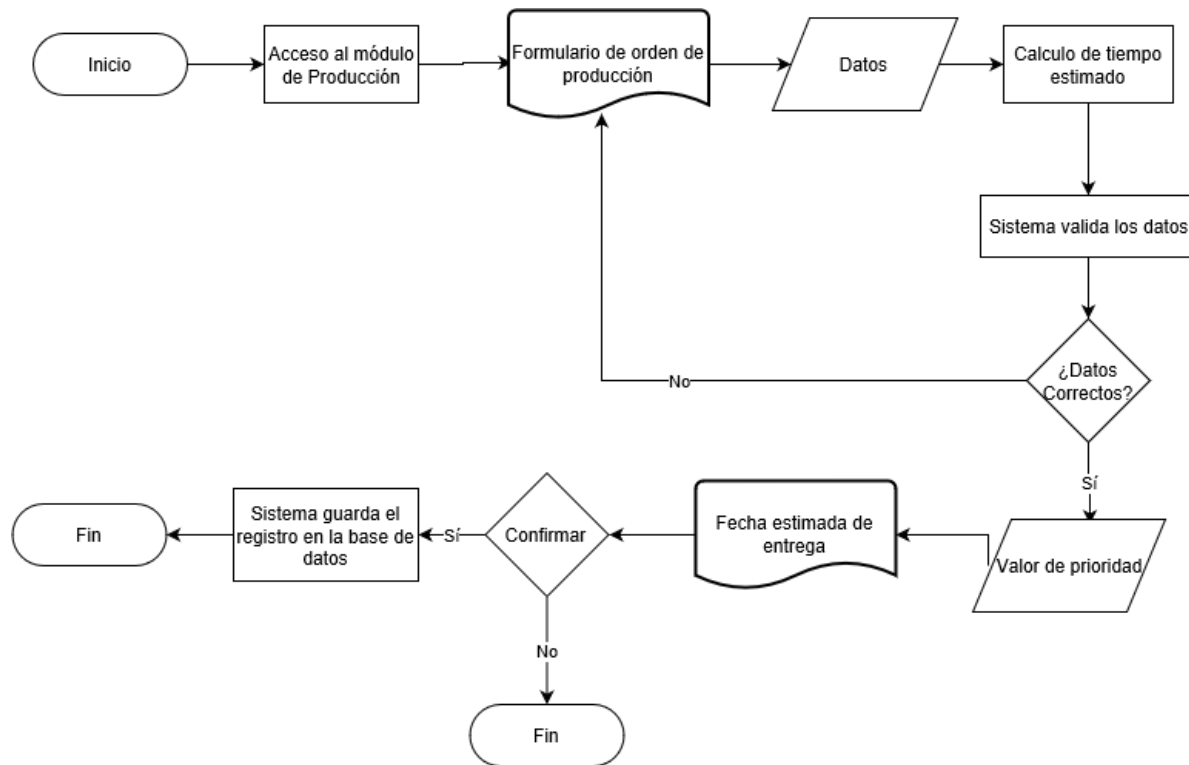 Inicio
Acceso al módulo
de Producción
Formulario de orden de
producción
Datos
Calculo de tiempo
estimado
Sistema valida los datos
¿Datos
Correctos?
No
Sí
Valor de prioridad
Fecha estimada de
entrega
Confirmar
Sí
Sistema guarda el
registro en la base de
datos
Fin
No
Fin